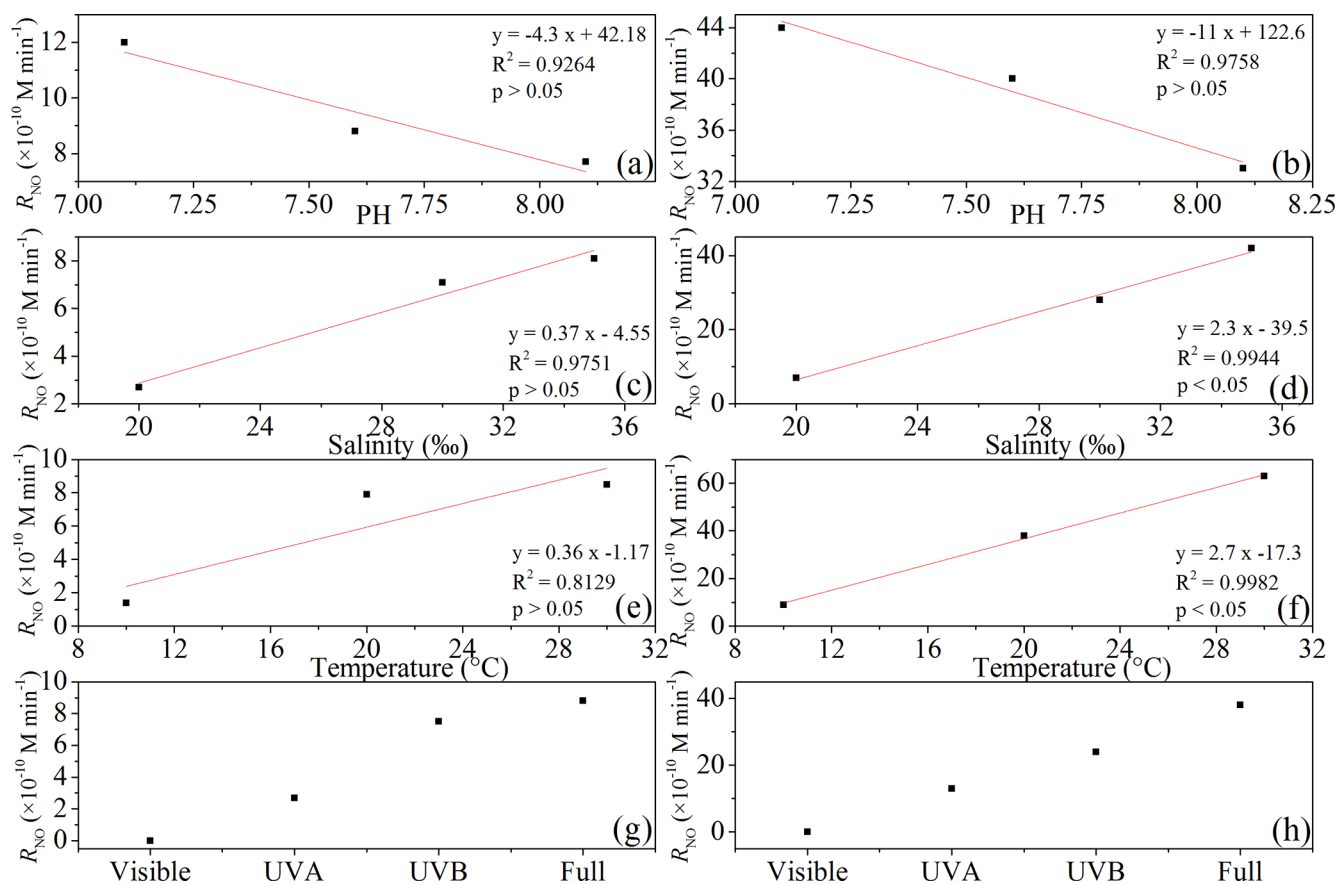 12
10
8
R_NO (×10⁻¹⁰ M min⁻¹)
y = -4.3 x + 42.18
R² = 0.9264
p > 0.05
(a)
7.00 7.25 7.50 7.75 8.00
PH
44
40
36
32
R_NO (×10⁻¹⁰ M min⁻¹)
y = -11 x + 122.6
R² = 0.9758
p > 0.05
(b)
7.00 7.25 7.50 7.75 8.00 8.25
PH
8
6
4
2
R_NO (×10⁻¹⁰ M min⁻¹)
y = 0.37 x - 4.55
R² = 0.9751
p > 0.05
(c)
20 24 28 32 36
Salinity (‰)
40
20
0
R_NO (×10⁻¹⁰ M min⁻¹)
y = 2.3 x - 39.5
R² = 0.9944
p < 0.05
(d)
20 24 28 32 36
Salinity (‰)
10
8
6
4
2
0
R_NO (×10⁻¹⁰ M min⁻¹)
y = 0.36 x -1.17
R² = 0.8129
p > 0.05
(e)
8 12 16 20 24 28 32
Temperature (°C)
60
40
20
0
R_NO (×10⁻¹⁰ M min⁻¹)
y = 2.7 x -17.3
R² = 0.9982
p < 0.05
(f)
8 12 16 20 24 28 32
Temperature (°C)
10
8
6
4
2
0
R_NO (×10⁻¹⁰ M min⁻¹)
(g)
Visible UVA UVB Full
40
20
0
R_NO (×10⁻¹⁰ M min⁻¹)
(h)
Visible UVA UVB Full